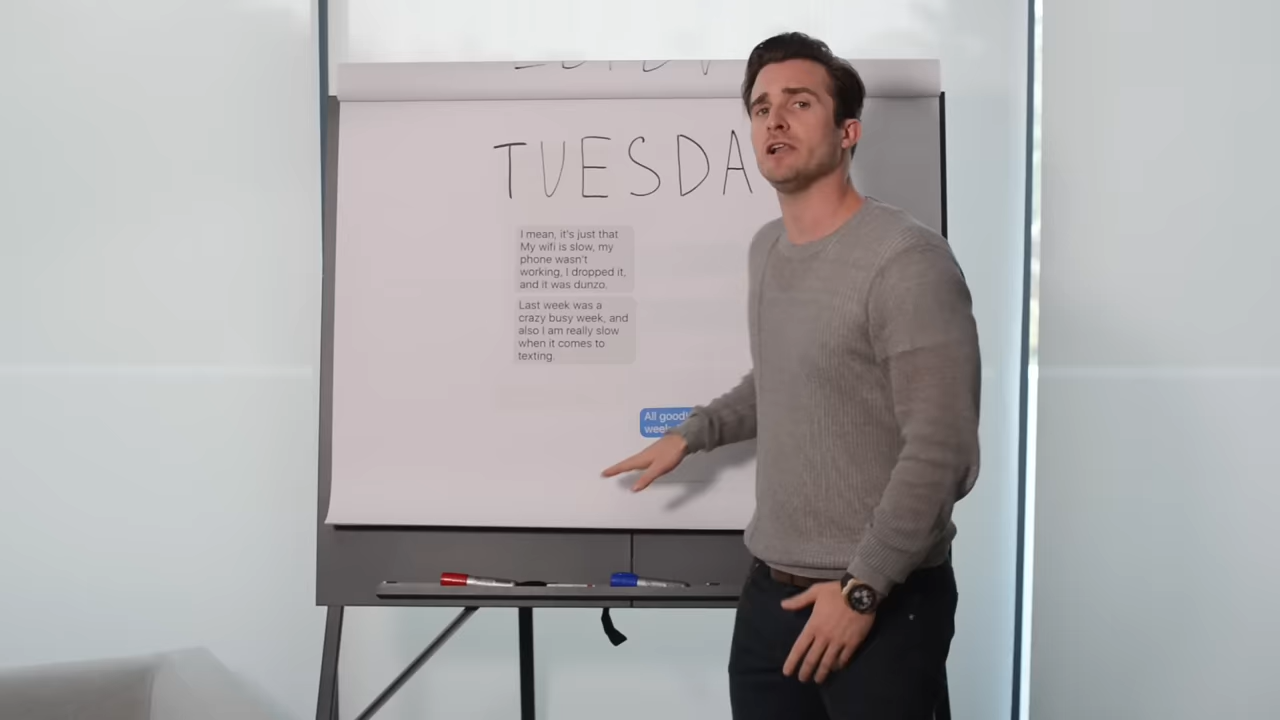 TUESDA
I mean, it's just that
My wifi is slow, my
phone wasn't
working, I dropped it,
and it was dunzo.
Last week was a
crazy busy week, and
also I am really slow
when it comes to
texting.
All good
week